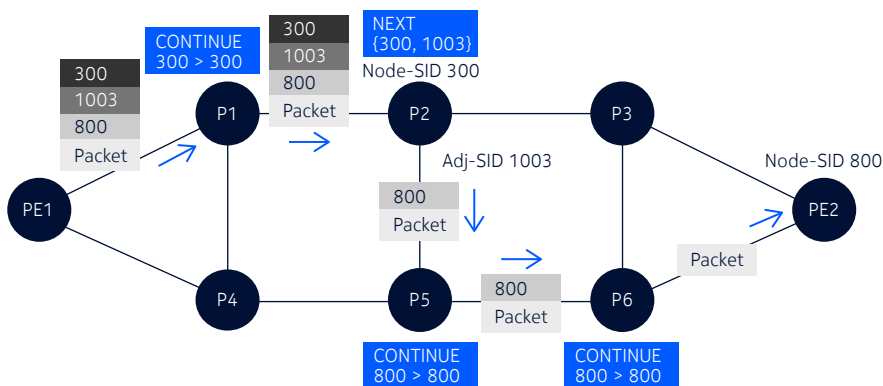 300
1003
800
Packet
CONTINUE
300 > 300
300
1003
800
Packet
NEXT
{300, 1003}
Node-SID 300
P1
P2
P3
Adj-SID 1003
Node-SID 800
PE1
800
Packet
PE2
Packet
P4
P5
800
Packet
P6
CONTINUE
800 > 800
CONTINUE
800 > 800